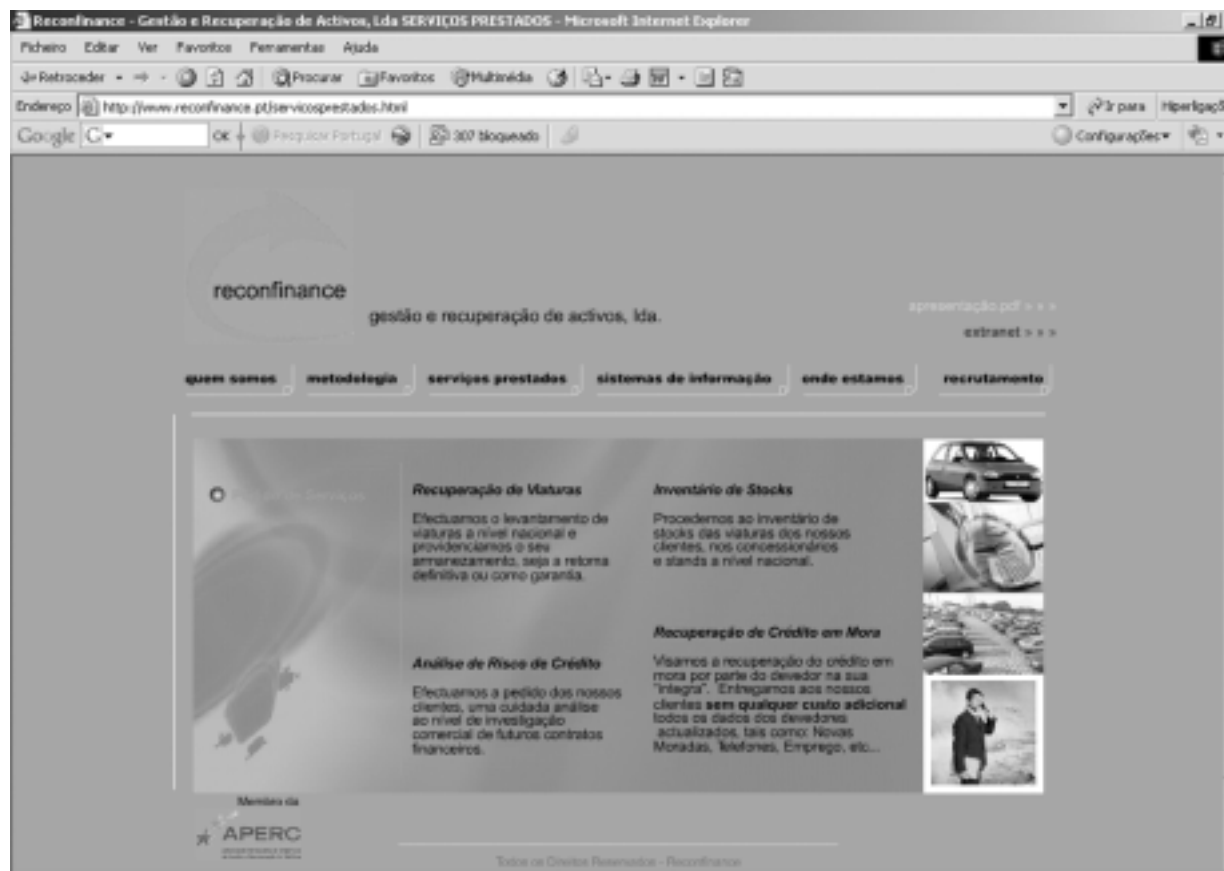 Reconfinance - Gestão e Recuperação de Activos, Lda SERVIÇOS PRESTADOS - Microsoft Internet Explorer
Ficheiro Editar Ver Favoritos Ferramentas Ajuda
Retroceder Procurar Favoritos Multimédia
Endereço http://www.reconfinance.pt/servicosprestados.html Ir para Hiperligaçõ
Google OK Pesquisar Portugal 307 bloqueado Configurações
reconfinance
gestão e recuperação de activos, lda.
apresentação.pdf > > >
extranet > > >
quem somos metodologia serviços prestados sistemas de informação onde estamos recrutamento
de Serviços
Recuperação de Viaturas
Efectuamos o levantamento de
viaturas a nível nacional e
providenciamos o seu
armanezamento, seja a retoma
definitiva ou como garantia.
Inventário de Stocks
Procedemos ao inventário de
stocks das viaturas dos nossos
clientes, nos concessionários
e stands a nível nacional.
Análise de Risco de Crédito
Efectuamos a pedido dos nossos
clientes, uma cuidada análise
ao nível de investigação
comercial de futuros contratos
financeiros.
Recuperação de Crédito em Mora
Visamos a recuperação do crédito em
mora por parte do devedor na sua
"íntegra". Entregamos aos nossos
clientes sem qualquer custo adicional
todos os dados dos devedores
actualizados, tais como: Novas
Moradas, Telefones, Emprego, etc...
Membro da
APERC
Todos os Direitos Reservados - Reconfinance